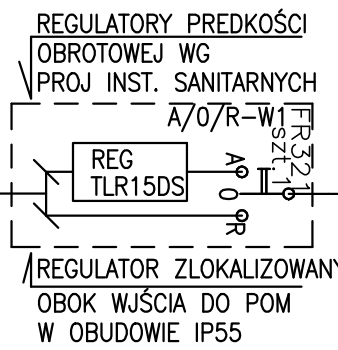 REGULATORY PREDKOŚCI
OBROTOWEJ WG
PROJ INST. SANITARNYCH
A/0/R-W1
FR321
szt. 1
REG
TLR15DS
A
0
R
REGULATOR ZLOKALIZOWANY
OBOK WJŚCIA DO POM
W OBUDOWIE IP55